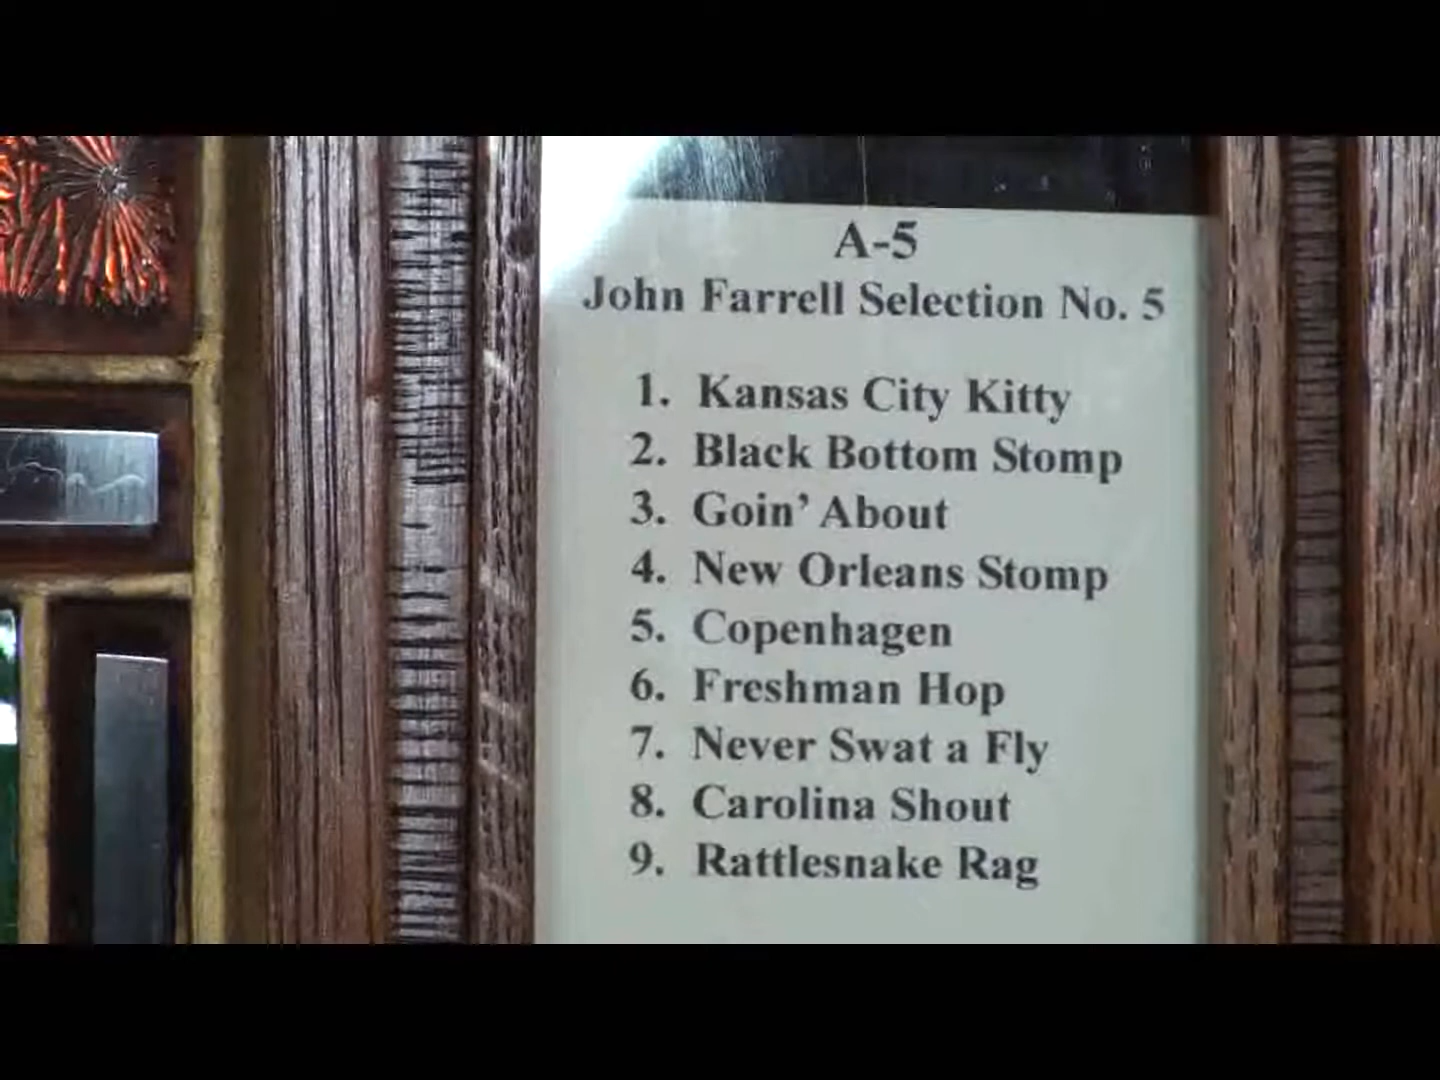 A-5
John Farrell Selection No. 5
1. Kansas City Kitty
2. Black Bottom Stomp
3. Goin' About
4. New Orleans Stomp
5. Copenhagen
6. Freshman Hop
7. Never Swat a Fly
8. Carolina Shout
9. Rattlesnake Rag